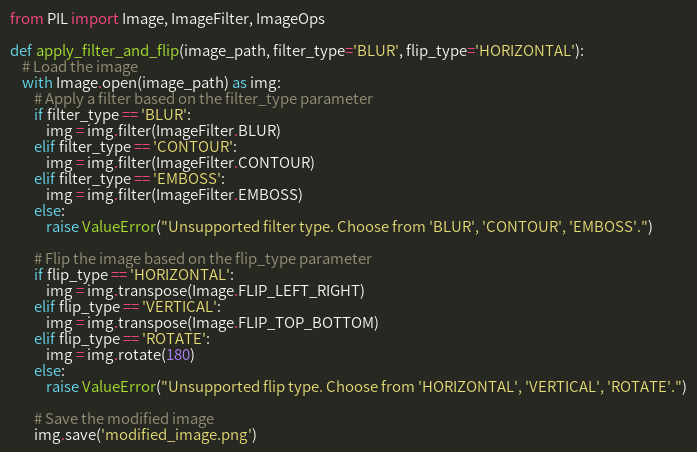 from PIL import Image, ImageFilter, ImageOps

def apply_filter_and_flip(image_path, filter_type='BLUR', flip_type='HORIZONTAL'):
    # Load the image
    with Image.open(image_path) as img:
        # Apply a filter based on the filter_type parameter
        if filter_type == 'BLUR':
            img = img.filter(ImageFilter.BLUR)
        elif filter_type == 'CONTOUR':
            img = img.filter(ImageFilter.CONTOUR)
        elif filter_type == 'EMBOSS':
            img = img.filter(ImageFilter.EMBOSS)
        else:
            raise ValueError("Unsupported filter type. Choose from 'BLUR', 'CONTOUR', 'EMBOSS'.")

        # Flip the image based on the flip_type parameter
        if flip_type == 'HORIZONTAL':
            img = img.transpose(Image.FLIP_LEFT_RIGHT)
        elif flip_type == 'VERTICAL':
            img = img.transpose(Image.FLIP_TOP_BOTTOM)
        elif flip_type == 'ROTATE':
            img = img.rotate(180)
        else:
            raise ValueError("Unsupported flip type. Choose from 'HORIZONTAL', 'VERTICAL', 'ROTATE'.")

        # Save the modified image
        img.save('modified_image.png')